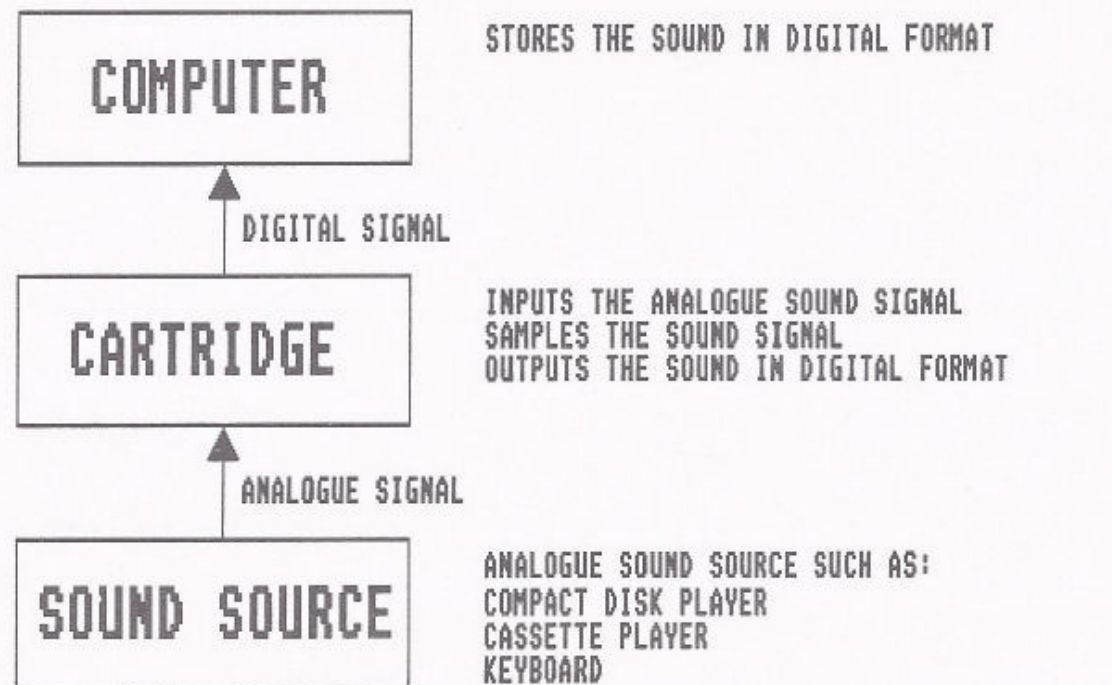 COMPUTER
STORES THE SOUND IN DIGITAL FORMAT
DIGITAL SIGNAL
CARTRIDGE
INPUTS THE ANALOGUE SOUND SIGNAL
SAMPLES THE SOUND SIGNAL
OUTPUTS THE SOUND IN DIGITAL FORMAT
ANALOGUE SIGNAL
SOUND SOURCE
ANALOGUE SOUND SOURCE SUCH AS:
COMPACT DISK PLAYER
CASSETTE PLAYER
KEYBOARD